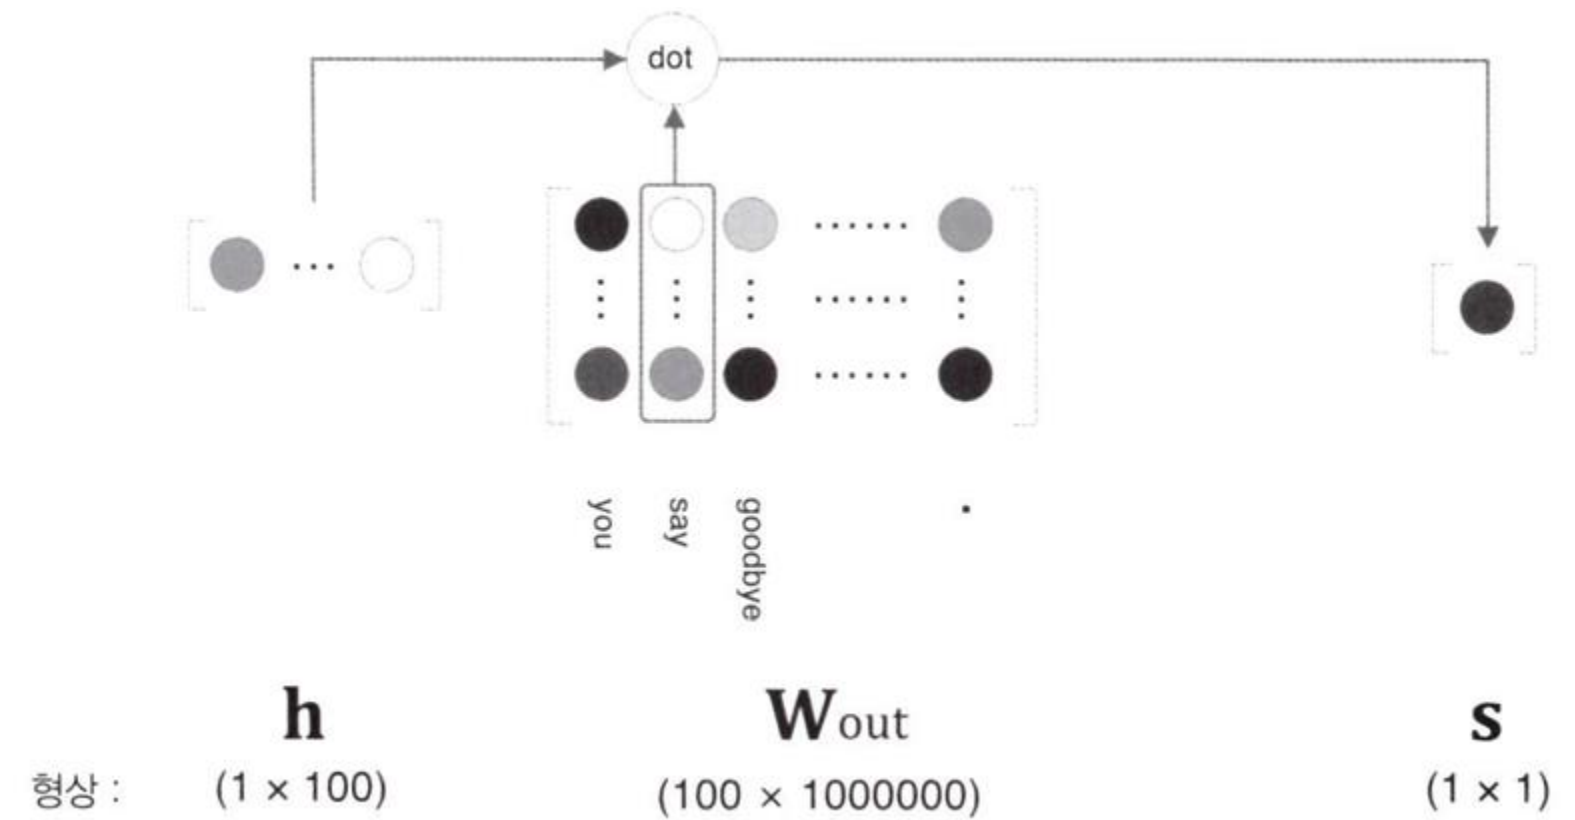 dot
you
say
goodbye
.
h
Wout
s
형상 :
(1 × 100)
(100 × 1000000)
(1 × 1)